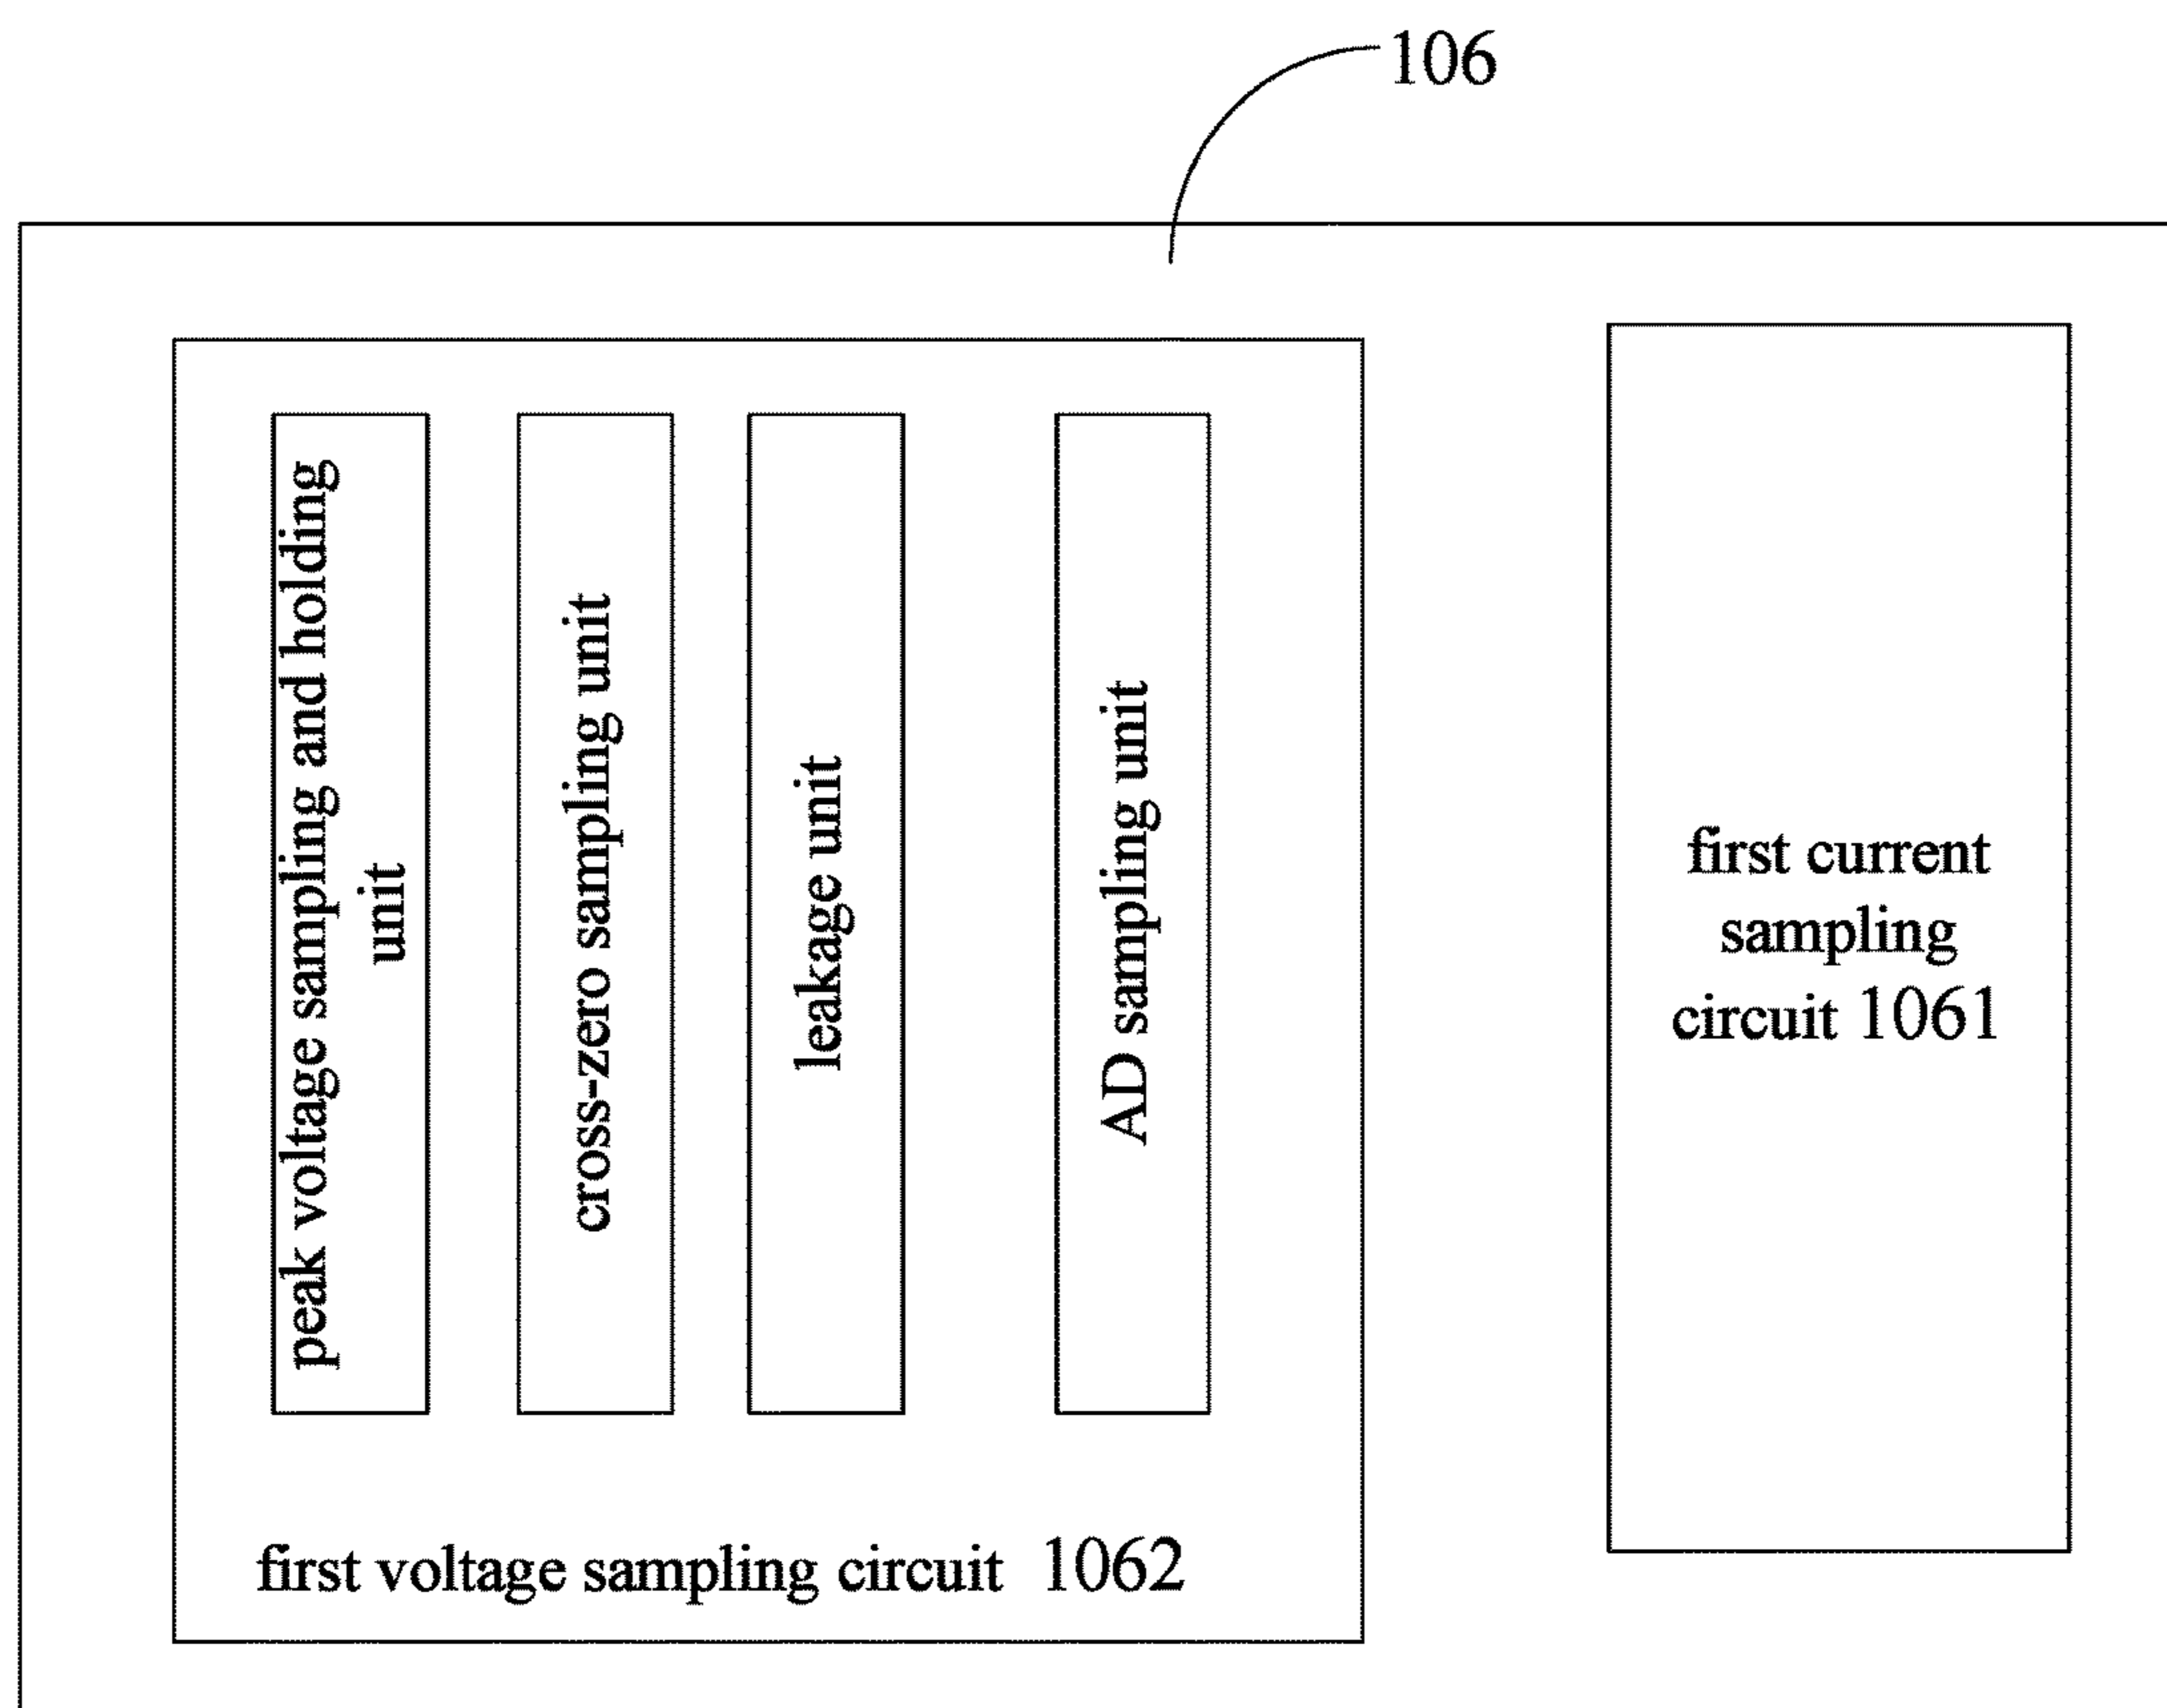 106
peak voltage sampling and holding
unit
cross-zero sampling unit
leakage unit
AD sampling unit
first current
sampling
circuit 1061
first voltage sampling circuit 1062